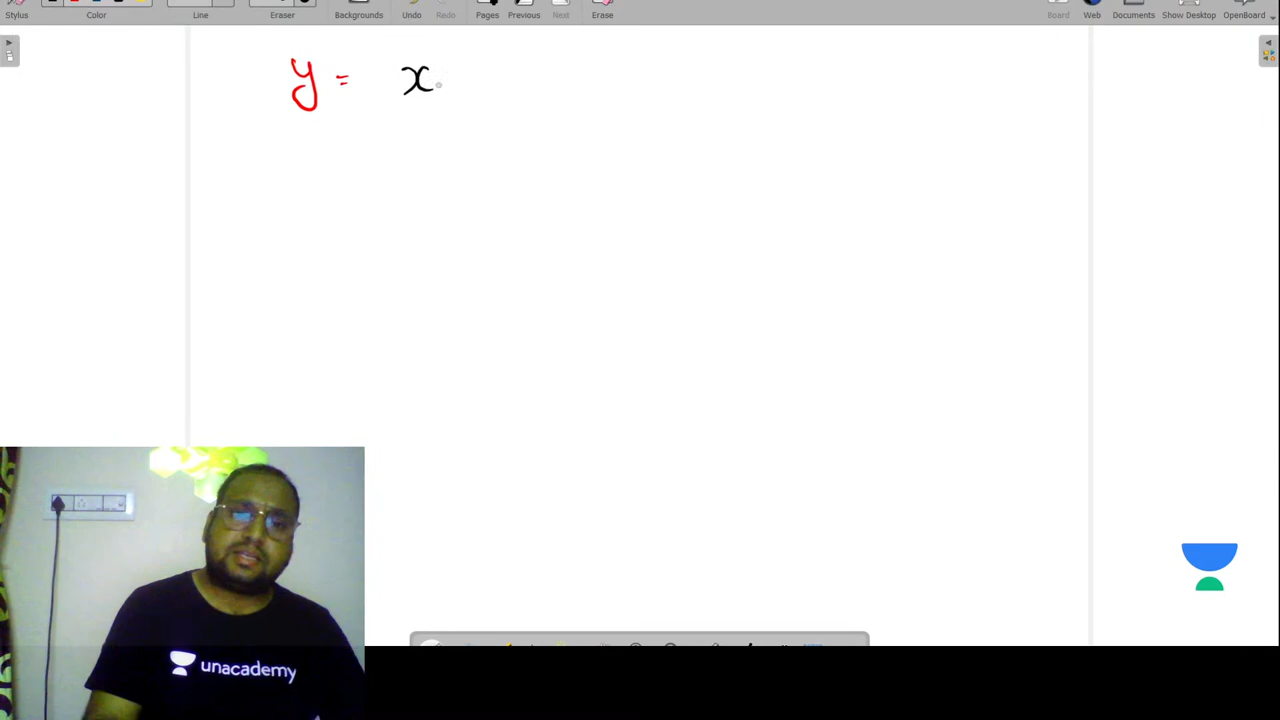 Stylus Color Line Eraser Backgrounds Undo Redo Pages Previous Next Erase Board Web Documents Show Desktop OpenBoard
y = x
unacademy